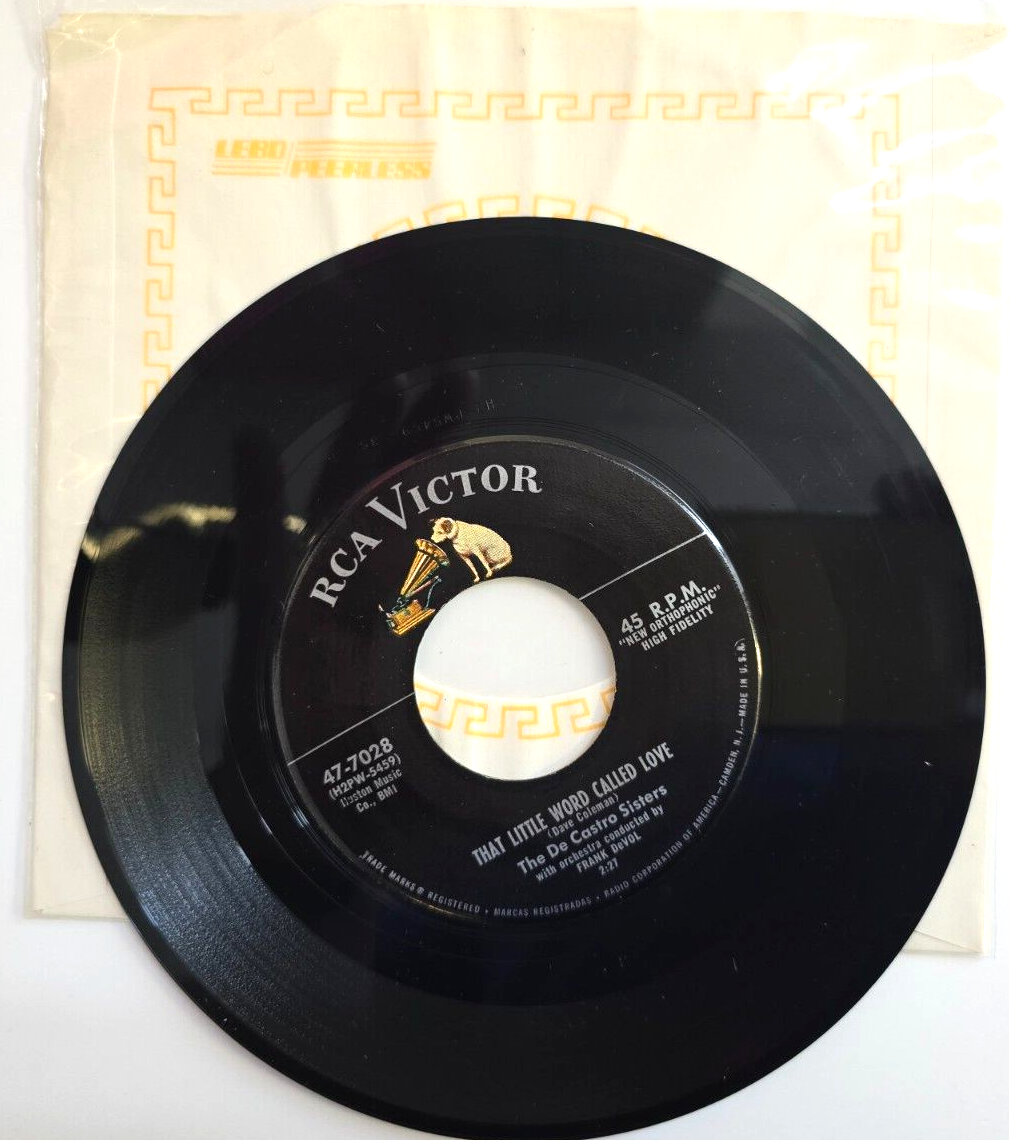 LEBO
PEERLESS
RCA VICTOR
45 R.P.M.
"NEW ORTHOPHONIC"
HIGH FIDELITY
47-7028
(H2PW-5459)
Music
Co., BMI
THAT LITTLE WORD CALLED LOVE
(Dave Coleman)
The De Castro Sisters
with orchestra conducted by
FRANK DeVOL
2:27
TRADE MARKS ® REGISTERED • MARCAS REGISTRADAS • RADIO CORPORATION OF AMERICA—CAMDEN, N. J.—MADE IN U.S.A.